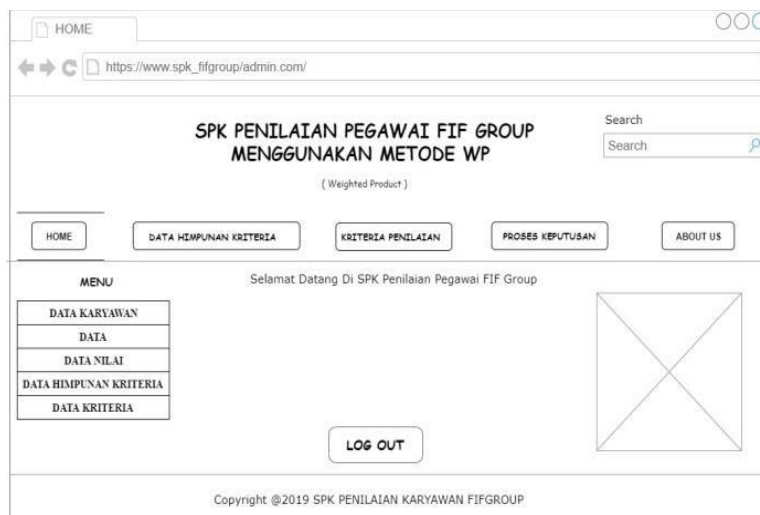 HOME
https://www.spk_fifgroup/admin.com/
SPK PENILAIAN PEGAWAI FIF GROUP
MENGGUNAKAN METODE WP
( Weighted Product )
Search
Search
HOME
DATA HIMPUNAN KRITERIA
KRITERIA PENILAIAN
PROSES KEPUTUSAN
ABOUT US
MENU
Selamat Datang Di SPK Penilaian Pegawai FIF Group
DATA KARYAWAN
DATA
DATA NILAI
DATA HIMPUNAN KRITERIA
DATA KRITERIA
LOG OUT
Copyright @2019 SPK PENILAIAN KARYAWAN FIFGROUP